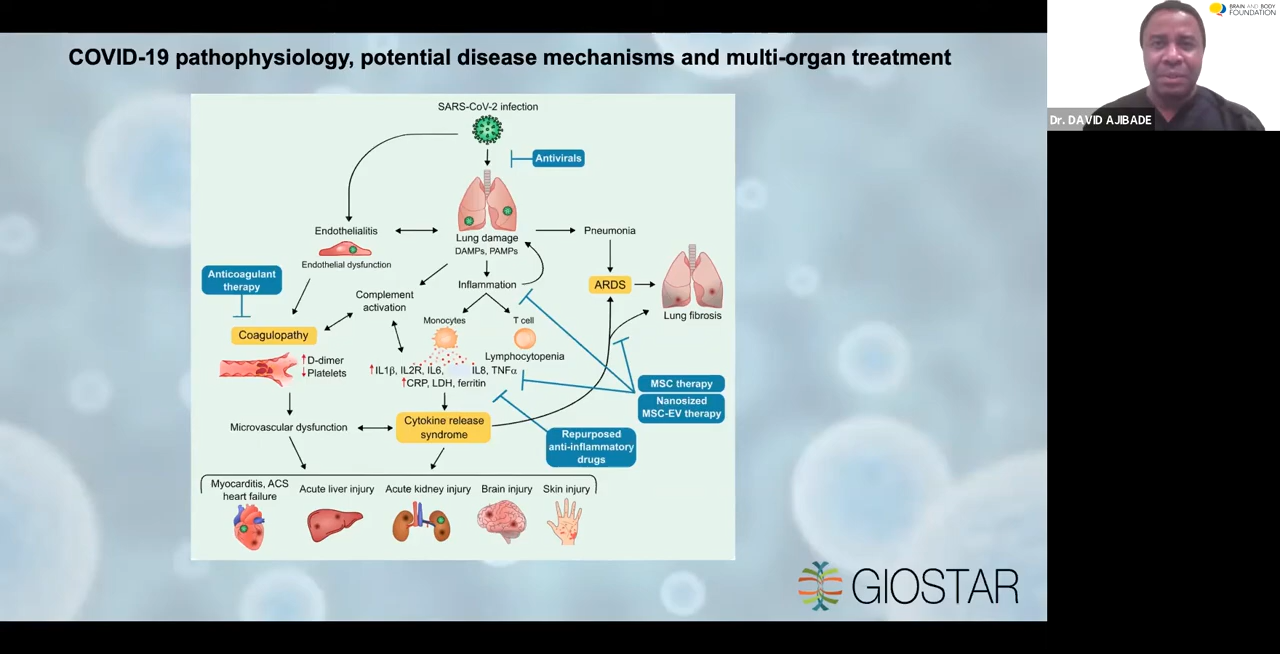 COVID-19 pathophysiology, potential disease mechanisms and multi-organ treatment
BRAIN AND BODY
FOUNDATION
Dr. DAVID AJIBADE
SARS-CoV-2 infection
Antivirals
Endothelialitis
Endothelial dysfunction
Lung damage
DAMPs, PAMPs
Pneumonia
Anticoagulant
therapy
Inflammation
ARDS
Complement
activation
Lung fibrosis
Monocytes
T cell
Coagulopathy
Lymphocytopenia
↑D-dimer
↓Platelets
↑IL1β, IL2R, IL6, IL8, TNFα
↑CRP, LDH, ferritin
MSC therapy
Nanosized
MSC-EV therapy
Microvascular dysfunction
Cytokine release
syndrome
Repurposed
anti-inflammatory
drugs
Myocarditis, ACS
heart failure
Acute liver injury
Acute kidney injury
Brain injury
Skin injury
GIOSTAR